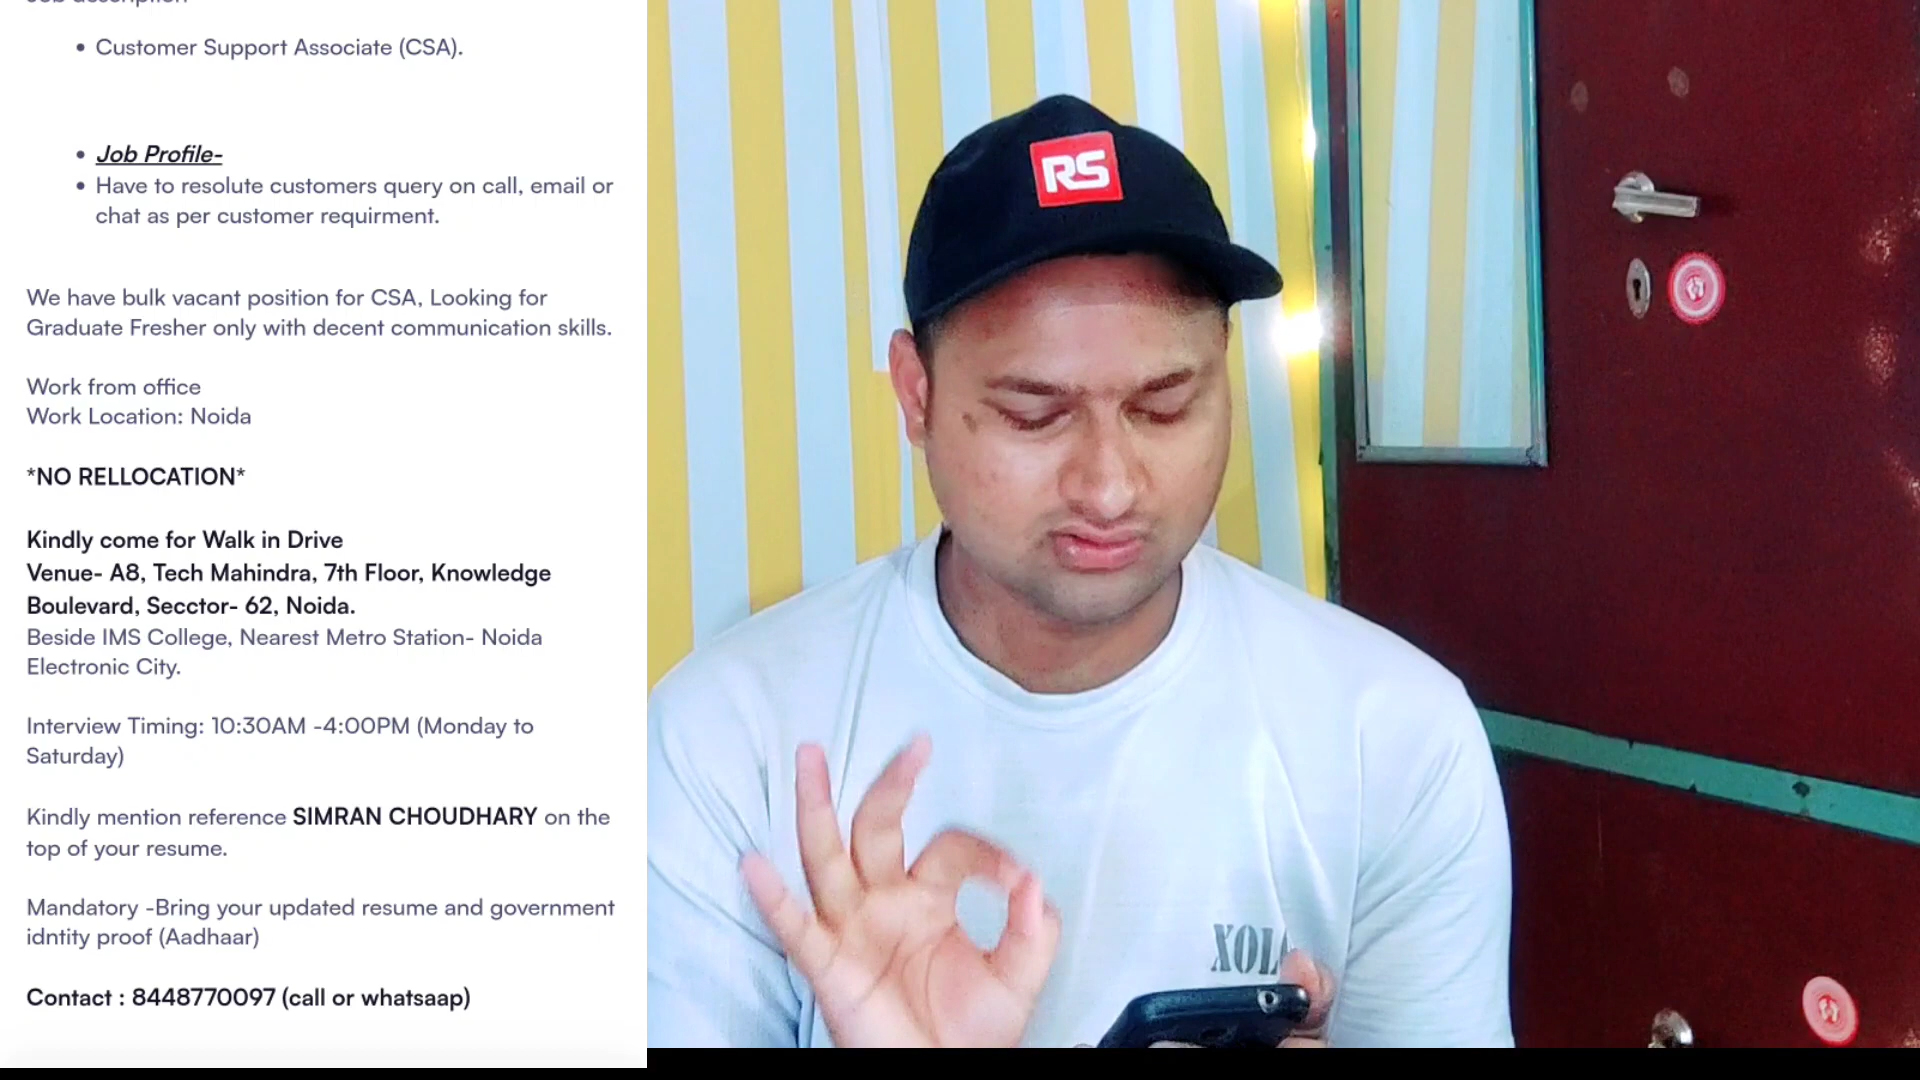 Job description
• Customer Support Associate (CSA).
• Job Profile-
• Have to resolute customers query on call, email or
chat as per customer requirment.
We have bulk vacant position for CSA, Looking for
Graduate Fresher only with decent communication skills.
Work from office
Work Location: Noida
*NO RELLOCATION*
Kindly come for Walk in Drive
Venue- A8, Tech Mahindra, 7th Floor, Knowledge
Boulevard, Secctor- 62, Noida.
Beside IMS College, Nearest Metro Station- Noida
Electronic City.
Interview Timing: 10:30AM -4:00PM (Monday to
Saturday)
Kindly mention reference SIMRAN CHOUDHARY on the
top of your resume.
Mandatory -Bring your updated resume and government
idntity proof (Aadhaar)
Contact : 8448770097 (call or whatsaap)
RS